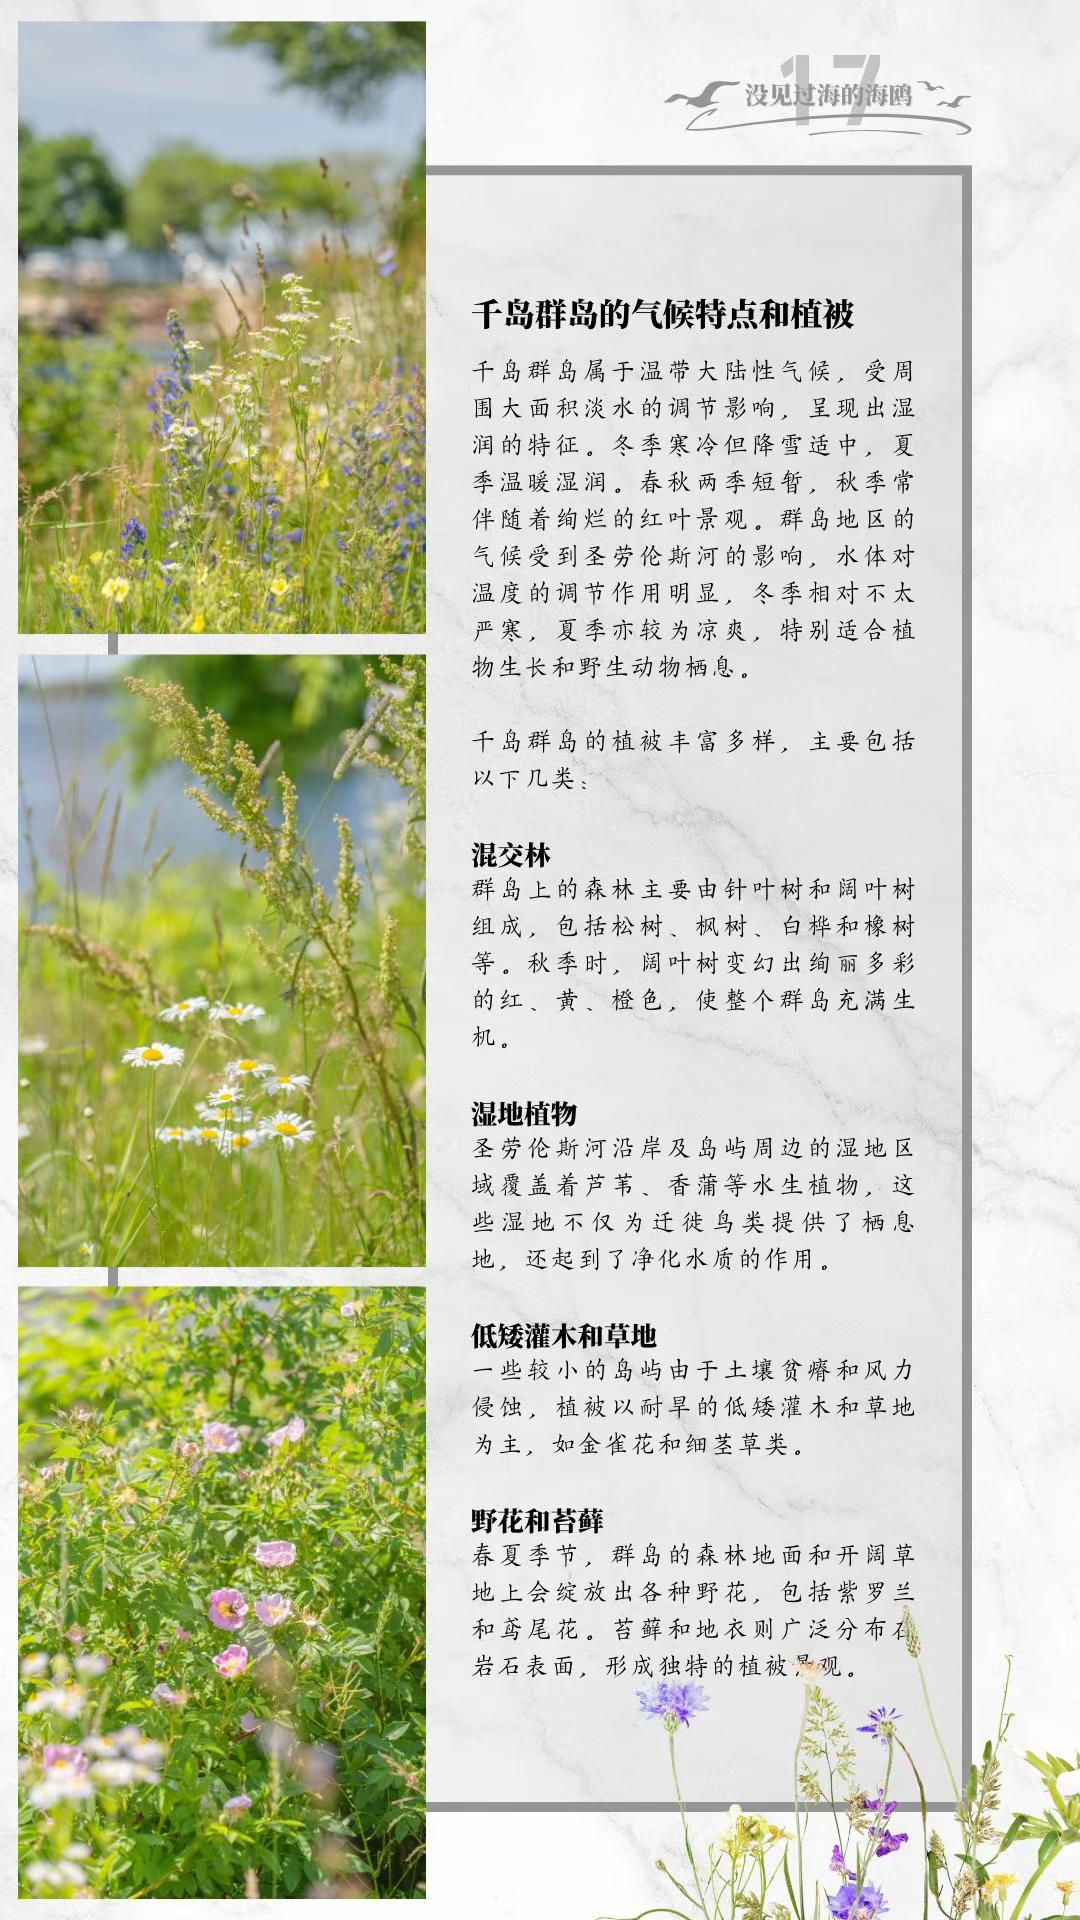 17
没见过海的海鸥
千岛群岛的气候特点和植被
千岛群岛属于温带大陆性气候，受周
围大面积淡水的调节影响，呈现出湿
润的特征。冬季寒冷但降雪适中，夏
季温暖湿润。春秋两季短暂，秋季常
伴随着绚烂的红叶景观。群岛地区的
气候受到圣劳伦斯河的影响，水体对
温度的调节作用明显，冬季相对不太
严寒，夏季亦较为凉爽，特别适合植
物生长和野生动物栖息。
千岛群岛的植被丰富多样，主要包括
以下几类：
混交林
群岛上的森林主要由针叶树和阔叶树
组成，包括松树、枫树、白桦和橡树
等。秋季时，阔叶树变幻出绚丽多彩
的红、黄、橙色，使整个群岛充满生
机。
湿地植物
圣劳伦斯河沿岸及岛屿周边的湿地区
域覆盖着芦苇、香蒲等水生植物，这
些湿地不仅为迁徙鸟类提供了栖息
地，还起到了净化水质的作用。
低矮灌木和草地
一些较小的岛屿由于土壤贫瘠和风力
侵蚀，植被以耐旱的低矮灌木和草地
为主，如金雀花和细茎草类。
野花和苔藓
春夏季节，群岛的森林地面和开阔草
地上会绽放出各种野花，包括紫罗兰
和鸢尾花。苔藓和地衣则广泛分布在
岩石表面，形成独特的植被景观。